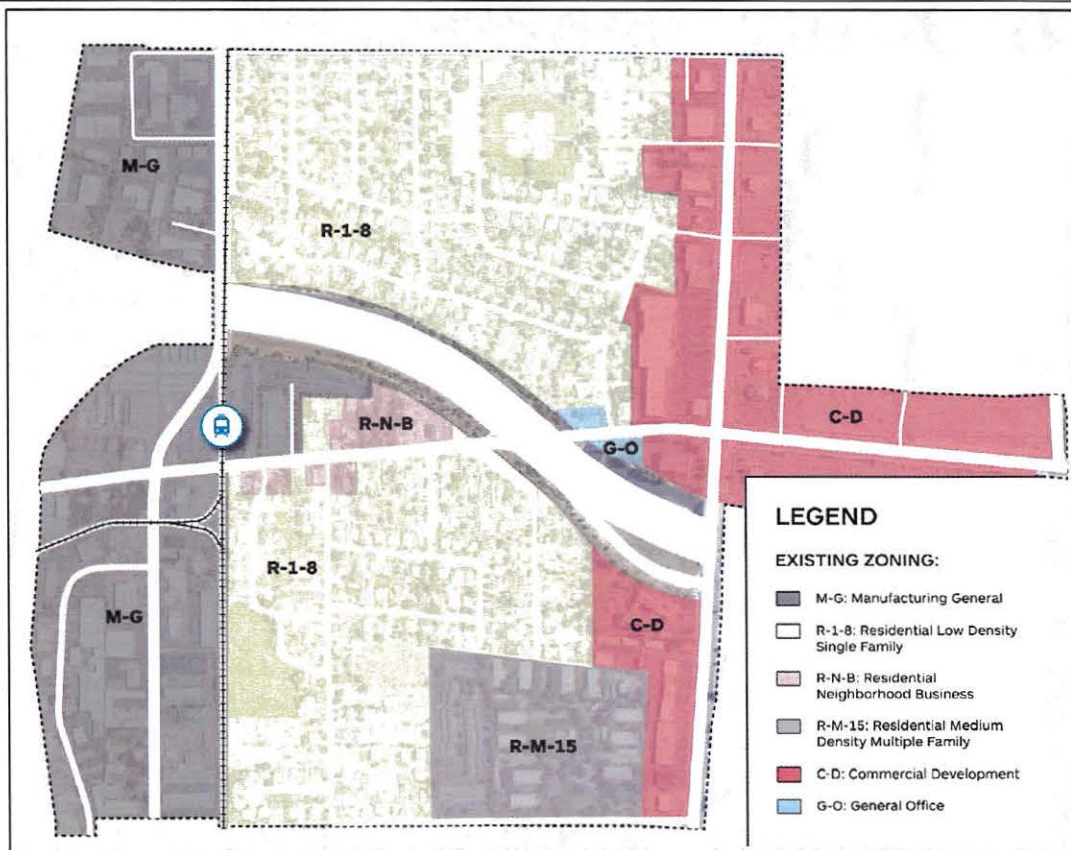 M-G
R-1-8
C-D
R-N-B
G-O
R-1-8
M-G
C-D
R-M-15
LEGEND
EXISTING ZONING:
M-G: Manufacturing General
R-1-8: Residential Low Density
Single Family
R-N-B: Residential
Neighborhood Business
R-M-15: Residential Medium
Density Multiple Family
C-D: Commercial Development
G-O: General Office